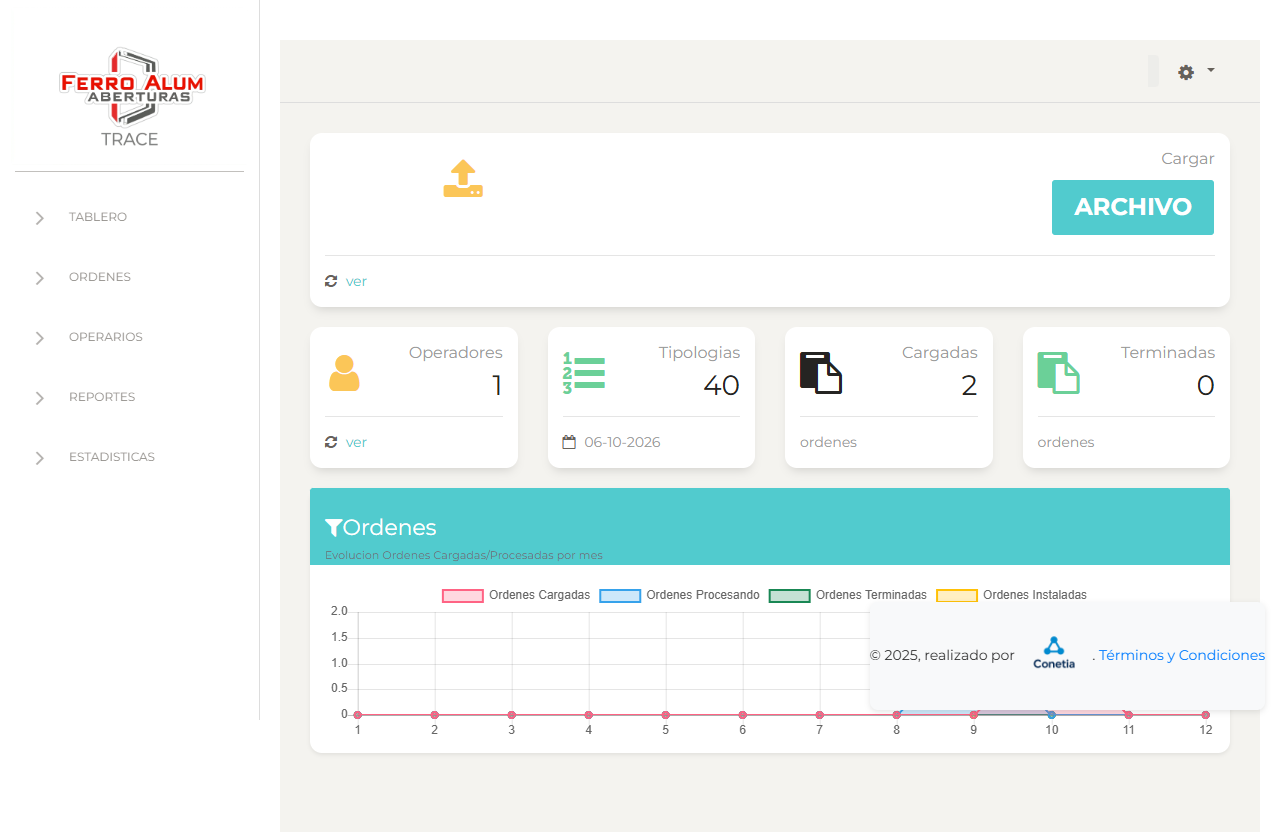 FERRO ALUM
ABERTURAS
TRACE
TABLERO
ORDENES
OPERARIOS
REPORTES
ESTADISTICAS
Cargar
ARCHIVO
ver
Operadores
1
ver
1
2
3
Tipologias
40
06-10-2026
Cargadas
2
ordenes
Terminadas
0
ordenes
Ordenes
Evolucion Ordenes Cargadas/Procesadas por mes
Ordenes Cargadas Ordenes Procesando Ordenes Terminadas Ordenes Instaladas
2.0
1.5
1.0
0.5
0
1 2 3 4 5 6 7 8 9 10 11 12
© 2025, realizado por Conetia . Términos y Condiciones